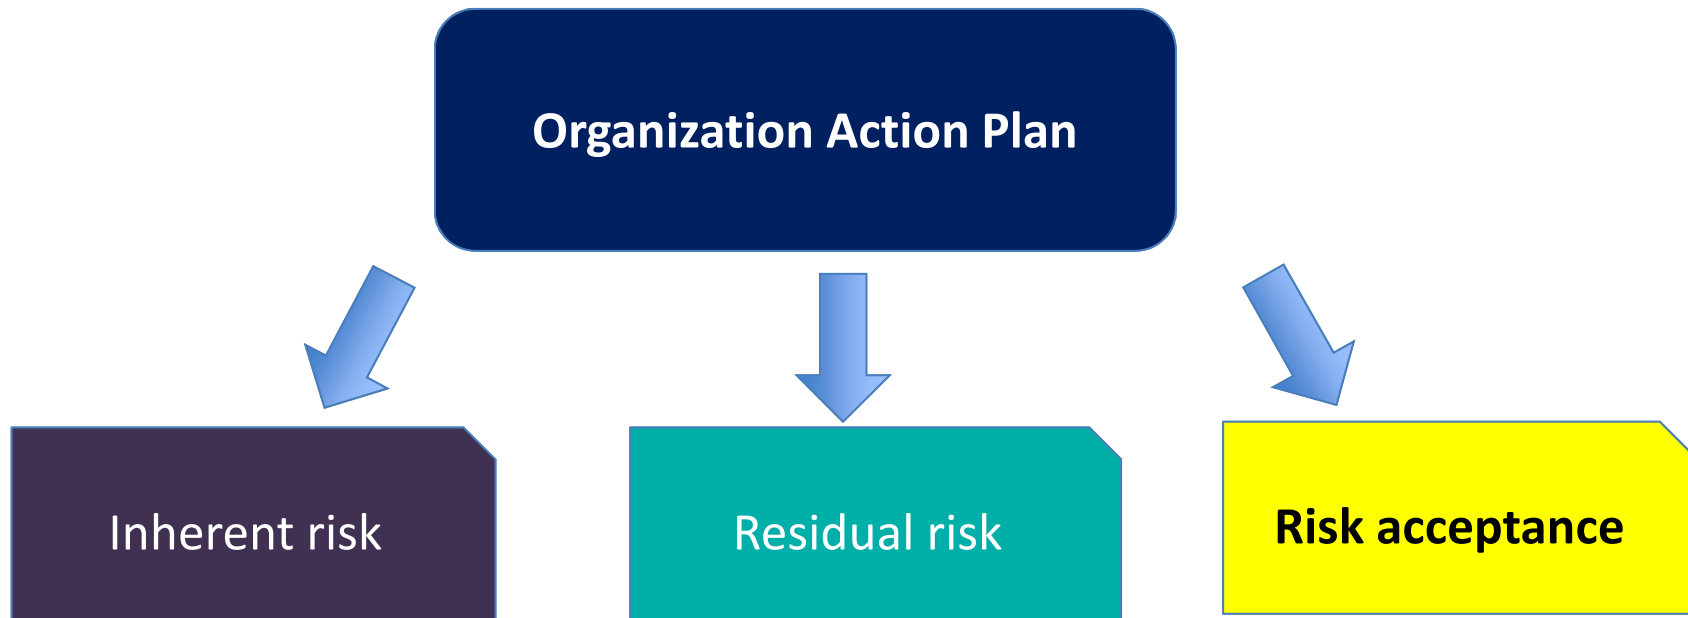 Organization Action Plan
Inherent risk
Residual risk
Risk acceptance